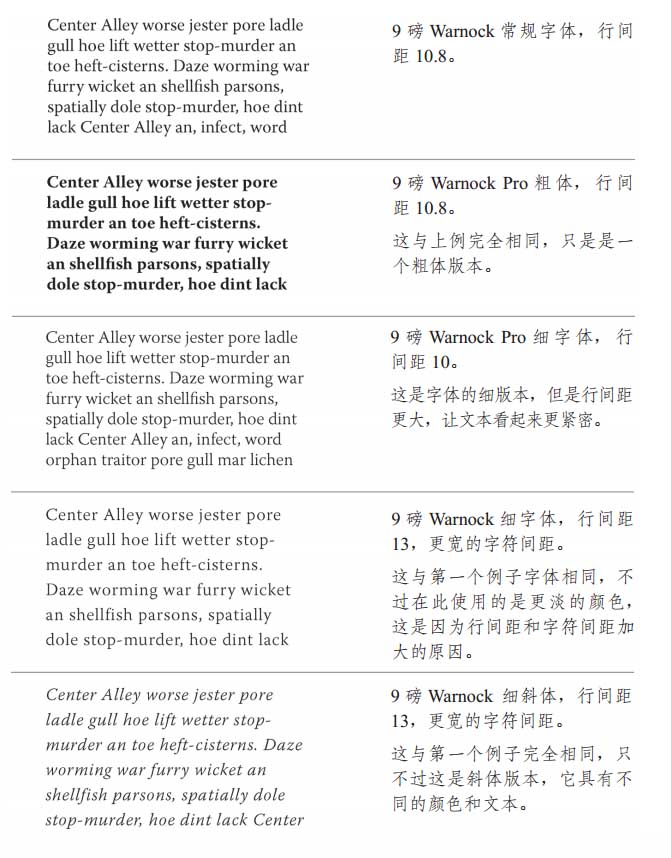 Center Alley worse jester pore ladle
gull hoe lift wetter stop-murder an
toe heft-cisterns. Daze worming war
furry wicket an shellfish parsons,
spatially dole stop-murder, hoe dint
lack Center Alley an, infect, word
9 磅 Warnock 常规字体，行间
距 10.8。
Center Alley worse jester pore
ladle gull hoe lift wetter stop-
murder an toe heft-cisterns.
Daze worming war furry wicket
an shellfish parsons, spatially
dole stop-murder, hoe dint lack
9 磅 Warnock Pro 粗体，行间
距 10.8。
这与上例完全相同，只是是一
个粗体版本。
Center Alley worse jester pore ladle
gull hoe lift wetter stop-murder an
toe heft-cisterns. Daze worming war
furry wicket an shellfish parsons,
spatially dole stop-murder, hoe dint
lack Center Alley an, infect, word
orphan traitor pore gull mar lichen
9 磅 Warnock Pro 细字体，行
间距 10。
这是字体的细版本，但是行间距
更大，让文本看起来更紧密。
Center Alley worse jester pore
ladle gull hoe lift wetter stop-
murder an toe heft-cisterns.
Daze worming war furry wicket
an shellfish parsons, spatially
dole stop-murder, hoe dint lack
9 磅 Warnock 细字体，行间距
13，更宽的字符间距。
这与第一个例子字体相同，不
过在此使用的是更淡的颜色，
这是因为行间距和字符间距加
大的原因。
Center Alley worse jester pore
ladle gull hoe lift wetter stop-
murder an toe heft-cisterns. Daze
worming war furry wicket an
shellfish parsons, spatially dole
stop-murder, hoe dint lack Center
9 磅 Warnock 细斜体，行间距
13，更宽的字符间距。
这与第一个例子完全相同，只
不过这是斜体版本，它具有不
同的颜色和文本。